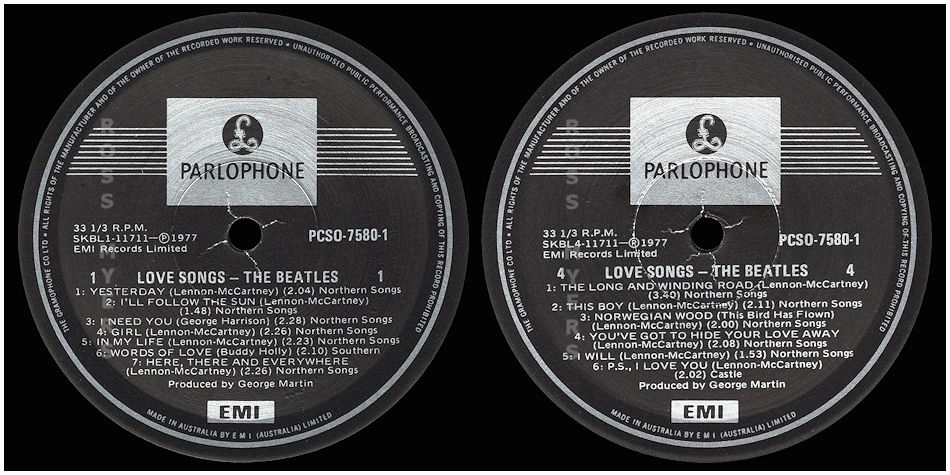 THE GRAMOPHONE CO LTD • ALL RIGHTS OF THE MANUFACTURER AND OF THE OWNER OF THE RECORDED WORK RESERVED • UNAUTHORISED PUBLIC PERFORMANCE BROADCASTING AND COPYING OF THIS RECORD PROHIBITED
£
PARLOPHONE
33 1/3 R.P.M.
SKBL1-11711—Ⓟ1977
EMI Records Limited
PCSO-7580-1
1 LOVE SONGS – THE BEATLES 1
1: YESTERDAY (Lennon-McCartney) (2.04) Northern Songs
2: I'LL FOLLOW THE SUN (Lennon-McCartney)
(1.48) Northern Songs
3: I NEED YOU (George Harrison) (2.28) Northern Songs
4: GIRL (Lennon-McCartney) (2.26) Northern Songs
5: IN MY LIFE (Lennon-McCartney) (2.23) Northern Songs
6: WORDS OF LOVE (Buddy Holly) (2.10) Southern
7: HERE, THERE AND EVERYWHERE
(Lennon-McCartney) (2.26) Northern Songs
Produced by George Martin
EMI
MADE IN AUSTRALIA BY E M I (AUSTRALIA) LIMITED
ROSS MYERS
THE GRAMOPHONE CO LTD • ALL RIGHTS OF THE MANUFACTURER AND OF THE OWNER OF THE RECORDED WORK RESERVED • UNAUTHORISED PUBLIC PERFORMANCE BROADCASTING AND COPYING OF THIS RECORD PROHIBITED
£
PARLOPHONE
33 1/3 R.P.M.
SKBL4-11711—Ⓟ1977
EMI Records Limited
PCSO-7580-1
4 LOVE SONGS – THE BEATLES 4
1: THE LONG AND WINDING ROAD (Lennon-McCartney)
(3.40) Northern Songs
2: THIS BOY (Lennon-McCartney) (2.11) Northern Songs
3: NORWEGIAN WOOD (This Bird Has Flown)
(Lennon-McCartney) (2.00) Northern Songs
4: YOU'VE GOT TO HIDE YOUR LOVE AWAY
(Lennon-McCartney) (2.08) Northern Songs
5: I WILL (Lennon-McCartney) (1.53) Northern Songs
6: P.S., I LOVE YOU (Lennon-McCartney)
(2.02) Castle
Produced by George Martin
EMI
MADE IN AUSTRALIA BY E M I (AUSTRALIA) LIMITED
ROSS MYERS